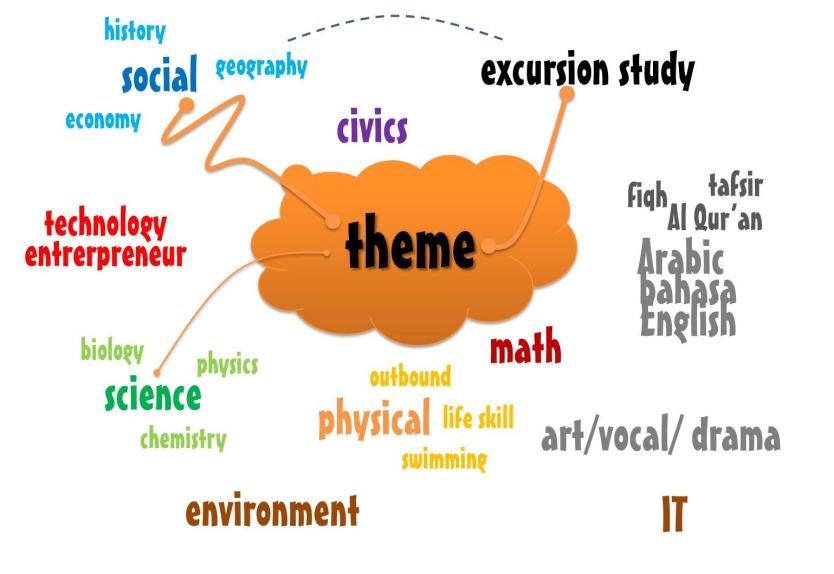 history
social
geography
economy
excursion study
civics
theme
technology
entrerpreneur
fiqh
tafsir
Al Qur'an
Arabic
bahasa
English
biology
physics
science
chemistry
math
outbound
physical
life skill
swimming
art/vocal/ drama
environment
IT